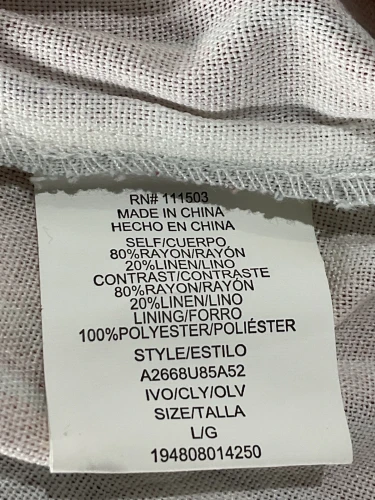 RN# 111503
MADE IN CHINA
HECHO EN CHINA
SELF/CUERPO
80%RAYON/RAYÓN
20%LINEN/LINO
CONTRAST/CONTRASTE
80%RAYON/RAYÓN
20%LINEN/LINO
LINING/FORRO
100%POLYESTER/POLIÉSTER
STYLE/ESTILO
A2668U85A52
IVO/CLY/OLV
SIZE/TALLA
L/G
194808014250